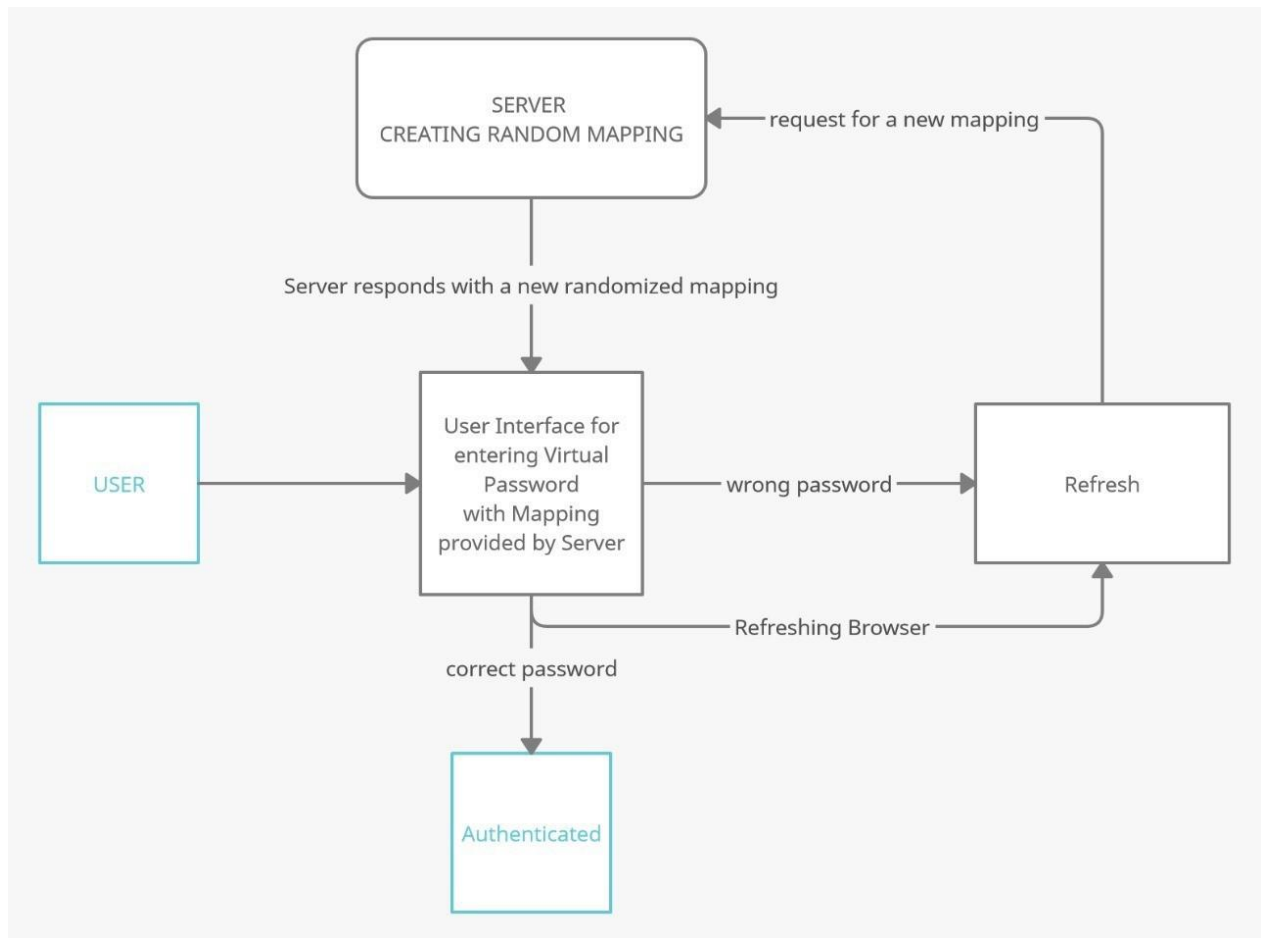 SERVER
CREATING RANDOM MAPPING
request for a new mapping
Server responds with a new randomized mapping
USER
User Interface for
entering Virtual
Password
with Mapping
provided by Server
wrong password
Refresh
Refreshing Browser
correct password
Authenticated